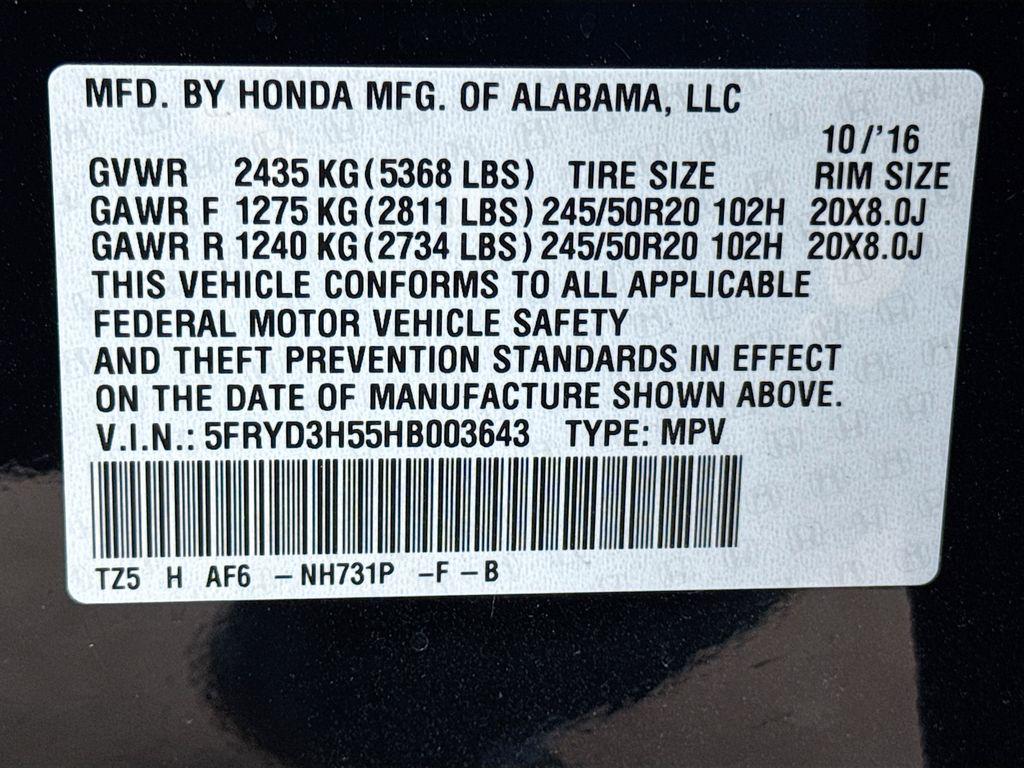 MFD. BY HONDA MFG. OF ALABAMA, LLC
10/'16
GVWR 2435 KG(5368 LBS) TIRE SIZE RIM SIZE
GAWR F 1275 KG(2811 LBS) 245/50R20 102H 20X8.0J
GAWR R 1240 KG(2734 LBS) 245/50R20 102H 20X8.0J
THIS VEHICLE CONFORMS TO ALL APPLICABLE
FEDERAL MOTOR VEHICLE SAFETY
AND THEFT PREVENTION STANDARDS IN EFFECT
ON THE DATE OF MANUFACTURE SHOWN ABOVE.
V.I.N.: 5FRYD3H55HB003643 TYPE: MPV
TZ5 H AF6 -NH731P -F-B